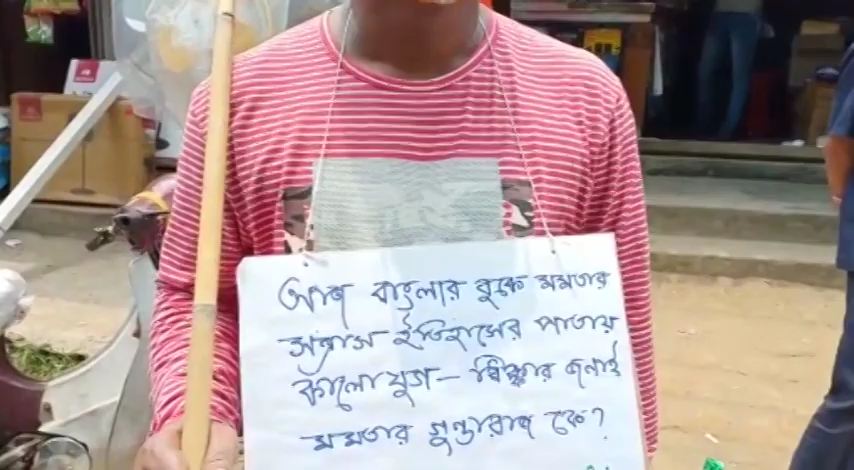 আজ বাংলার বুকে মমতার
সন্ত্রাস ইতিহাসের পাতায়
কালো যুগ - ধিক্কার জানাই
মমতার গুন্ডারাজ কে?